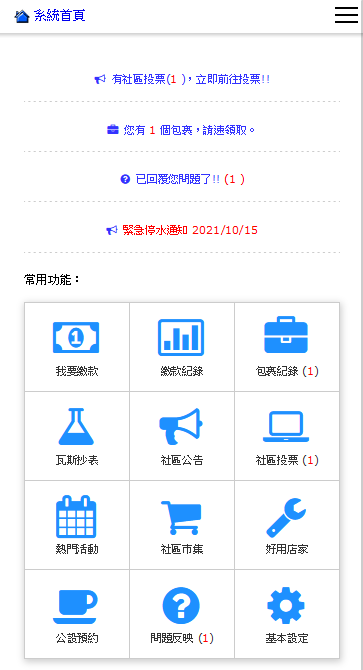 系統首頁
有社區投票(1 )，立即前往投票!!
您有 1 個包裹，請速領取。
已回覆您問題了!! (1 )
緊急停水通知 2021/10/15
常用功能：
1
我要繳款
繳款紀錄
包裹紀錄 (1)
瓦斯抄表
社區公告
社區投票 (1)
熱門活動
社區市集
好用店家
公設預約
問題反映 (1)
基本設定